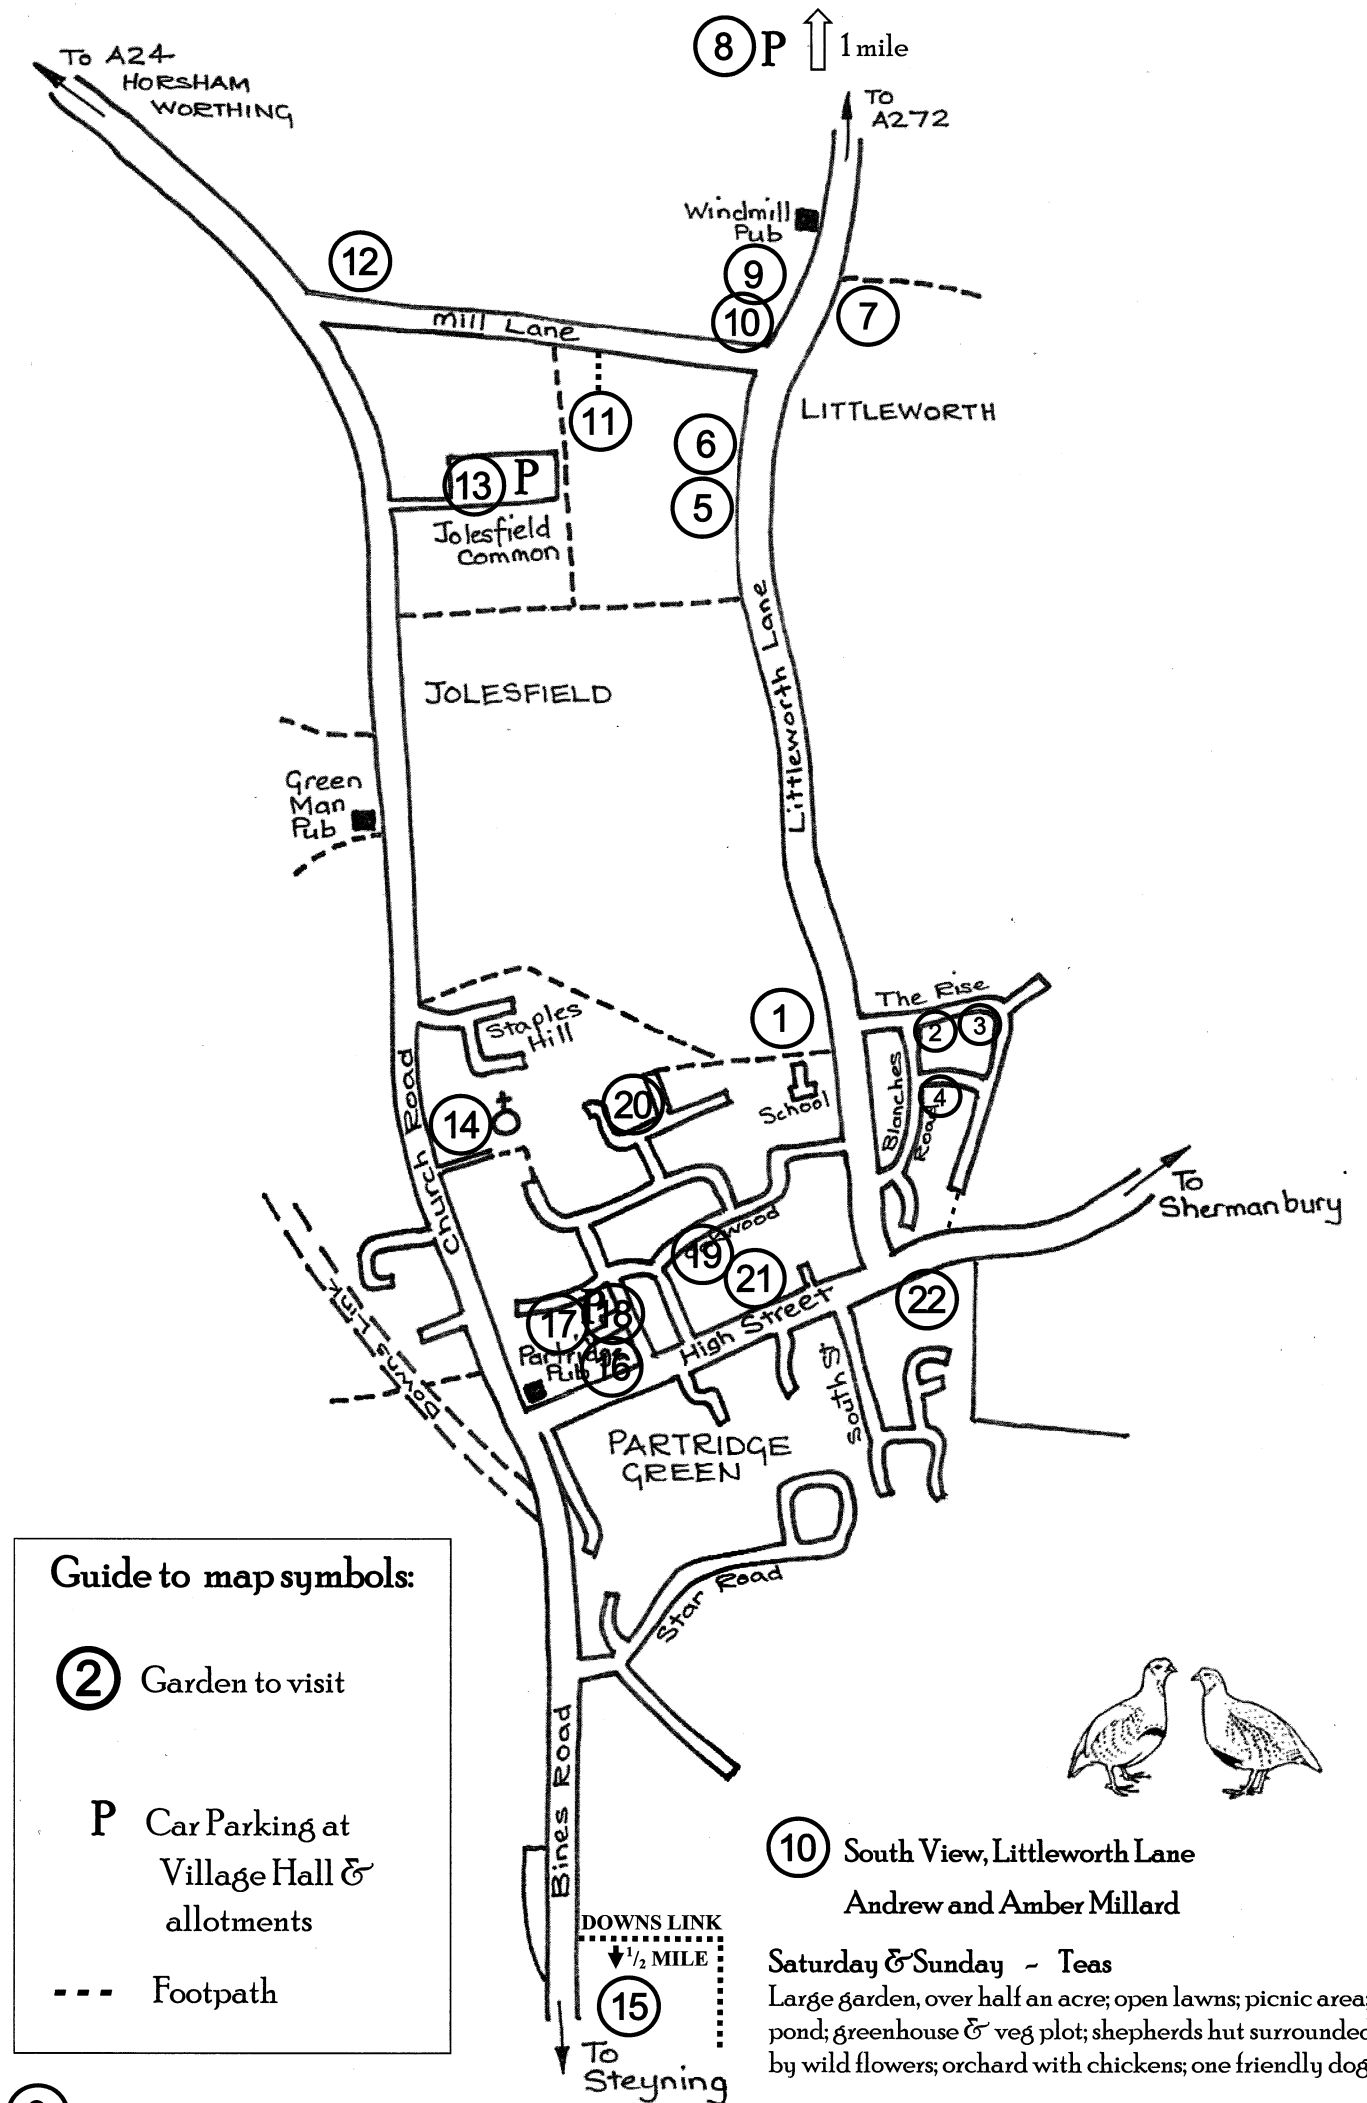 8 P 1 mile
To A24
HORSHAM
WORTHING
TO
A272
Windmill
Pub
12
9
10
7
Mill Lane
LITTLEWORTH
11
6
13 P
5
Jolesfield
Common
Littleworth Lane
JOLESFIELD
Green
Man
Pub
The Rise
1
2
3
Staples
Hill
Church Road
Blanches
Road
4
20
School
14
To
Shermanbury
19
21
22
Downs Link
17
P
18
High Street
Partridge
Pub
16
South St
PARTRIDGE
GREEN
Star Road
Guide to map symbols:
2 Garden to visit
P Car Parking at
Village Hall &
allotments
--- Footpath
Bines Road
DOWNS LINK
1/2 MILE
15
To
Steyning
10 South View, Littleworth Lane
Andrew and Amber Millard
Saturday & Sunday ~ Teas
Large garden, over half an acre; open lawns; picnic area;
pond; greenhouse & veg plot; shepherds hut surrounded
by wild flowers; orchard with chickens; one friendly dog